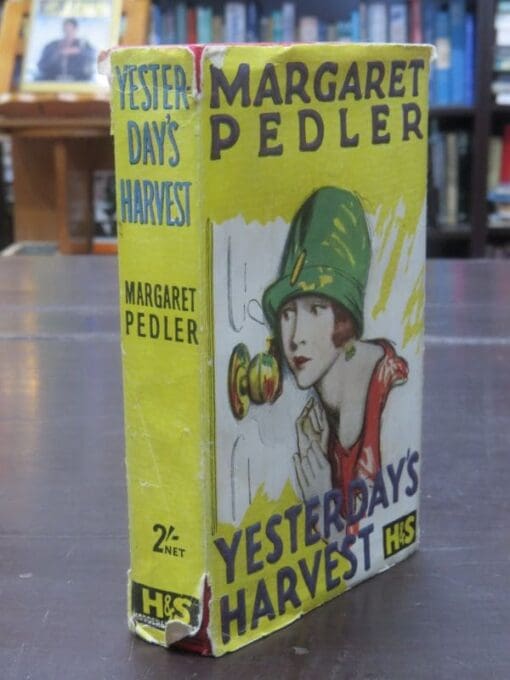 YESTER-
DAY'S
HARVEST
MARGARET
PEDLER
2/-
NET
H&S
MARGARET
PEDLER
YESTERDAY'S
HARVEST
H&S